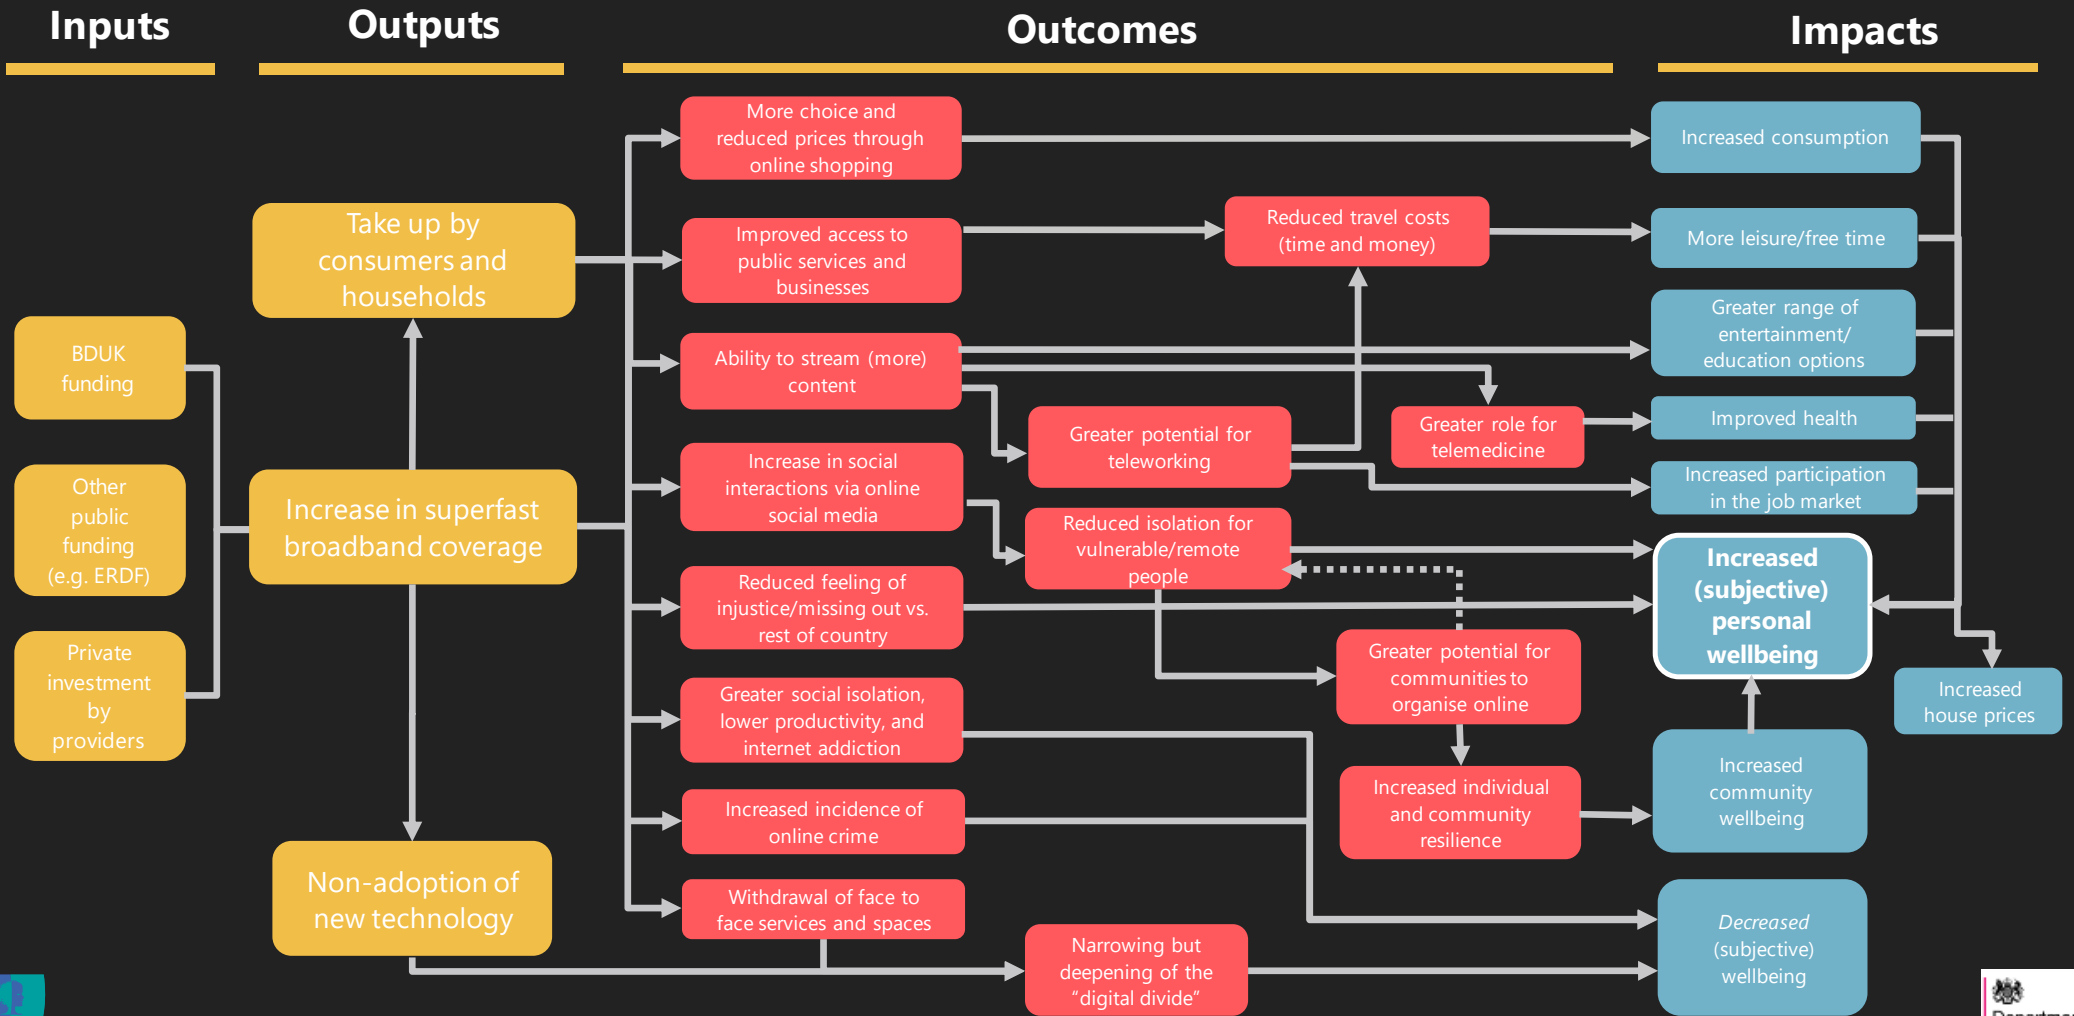 Inputs
Outputs
Outcomes
Impacts
BDUK
funding
Other
public
funding
(e.g. ERDF)
Private
investment
by
providers
Take up by
consumers and
households
Increase in superfast
broadband coverage
Non-adoption of
new technology
More choice and
reduced prices through
online shopping
Improved access to
public services and
businesses
Ability to stream (more)
content
Increase in social
interactions via online
social media
Reduced feeling of
injustice/missing out vs.
rest of country
Greater social isolation,
lower productivity, and
internet addiction
Increased incidence of
online crime
Withdrawal of face to
face services and spaces
Greater potential for
teleworking
Reduced isolation for
vulnerable/remote
people
Narrowing but
deepening of the
“digital divide”
Reduced travel costs
(time and money)
Greater role for
telemedicine
Greater potential for
communities to
organise online
Increased individual
and community
resilience
Increased consumption
More leisure/free time
Greater range of
entertainment/
education options
Improved health
Increased participation
in the job market
Increased
(subjective)
personal
wellbeing
Increased
house prices
Increased
community
wellbeing
Decreased
(subjective)
wellbeing